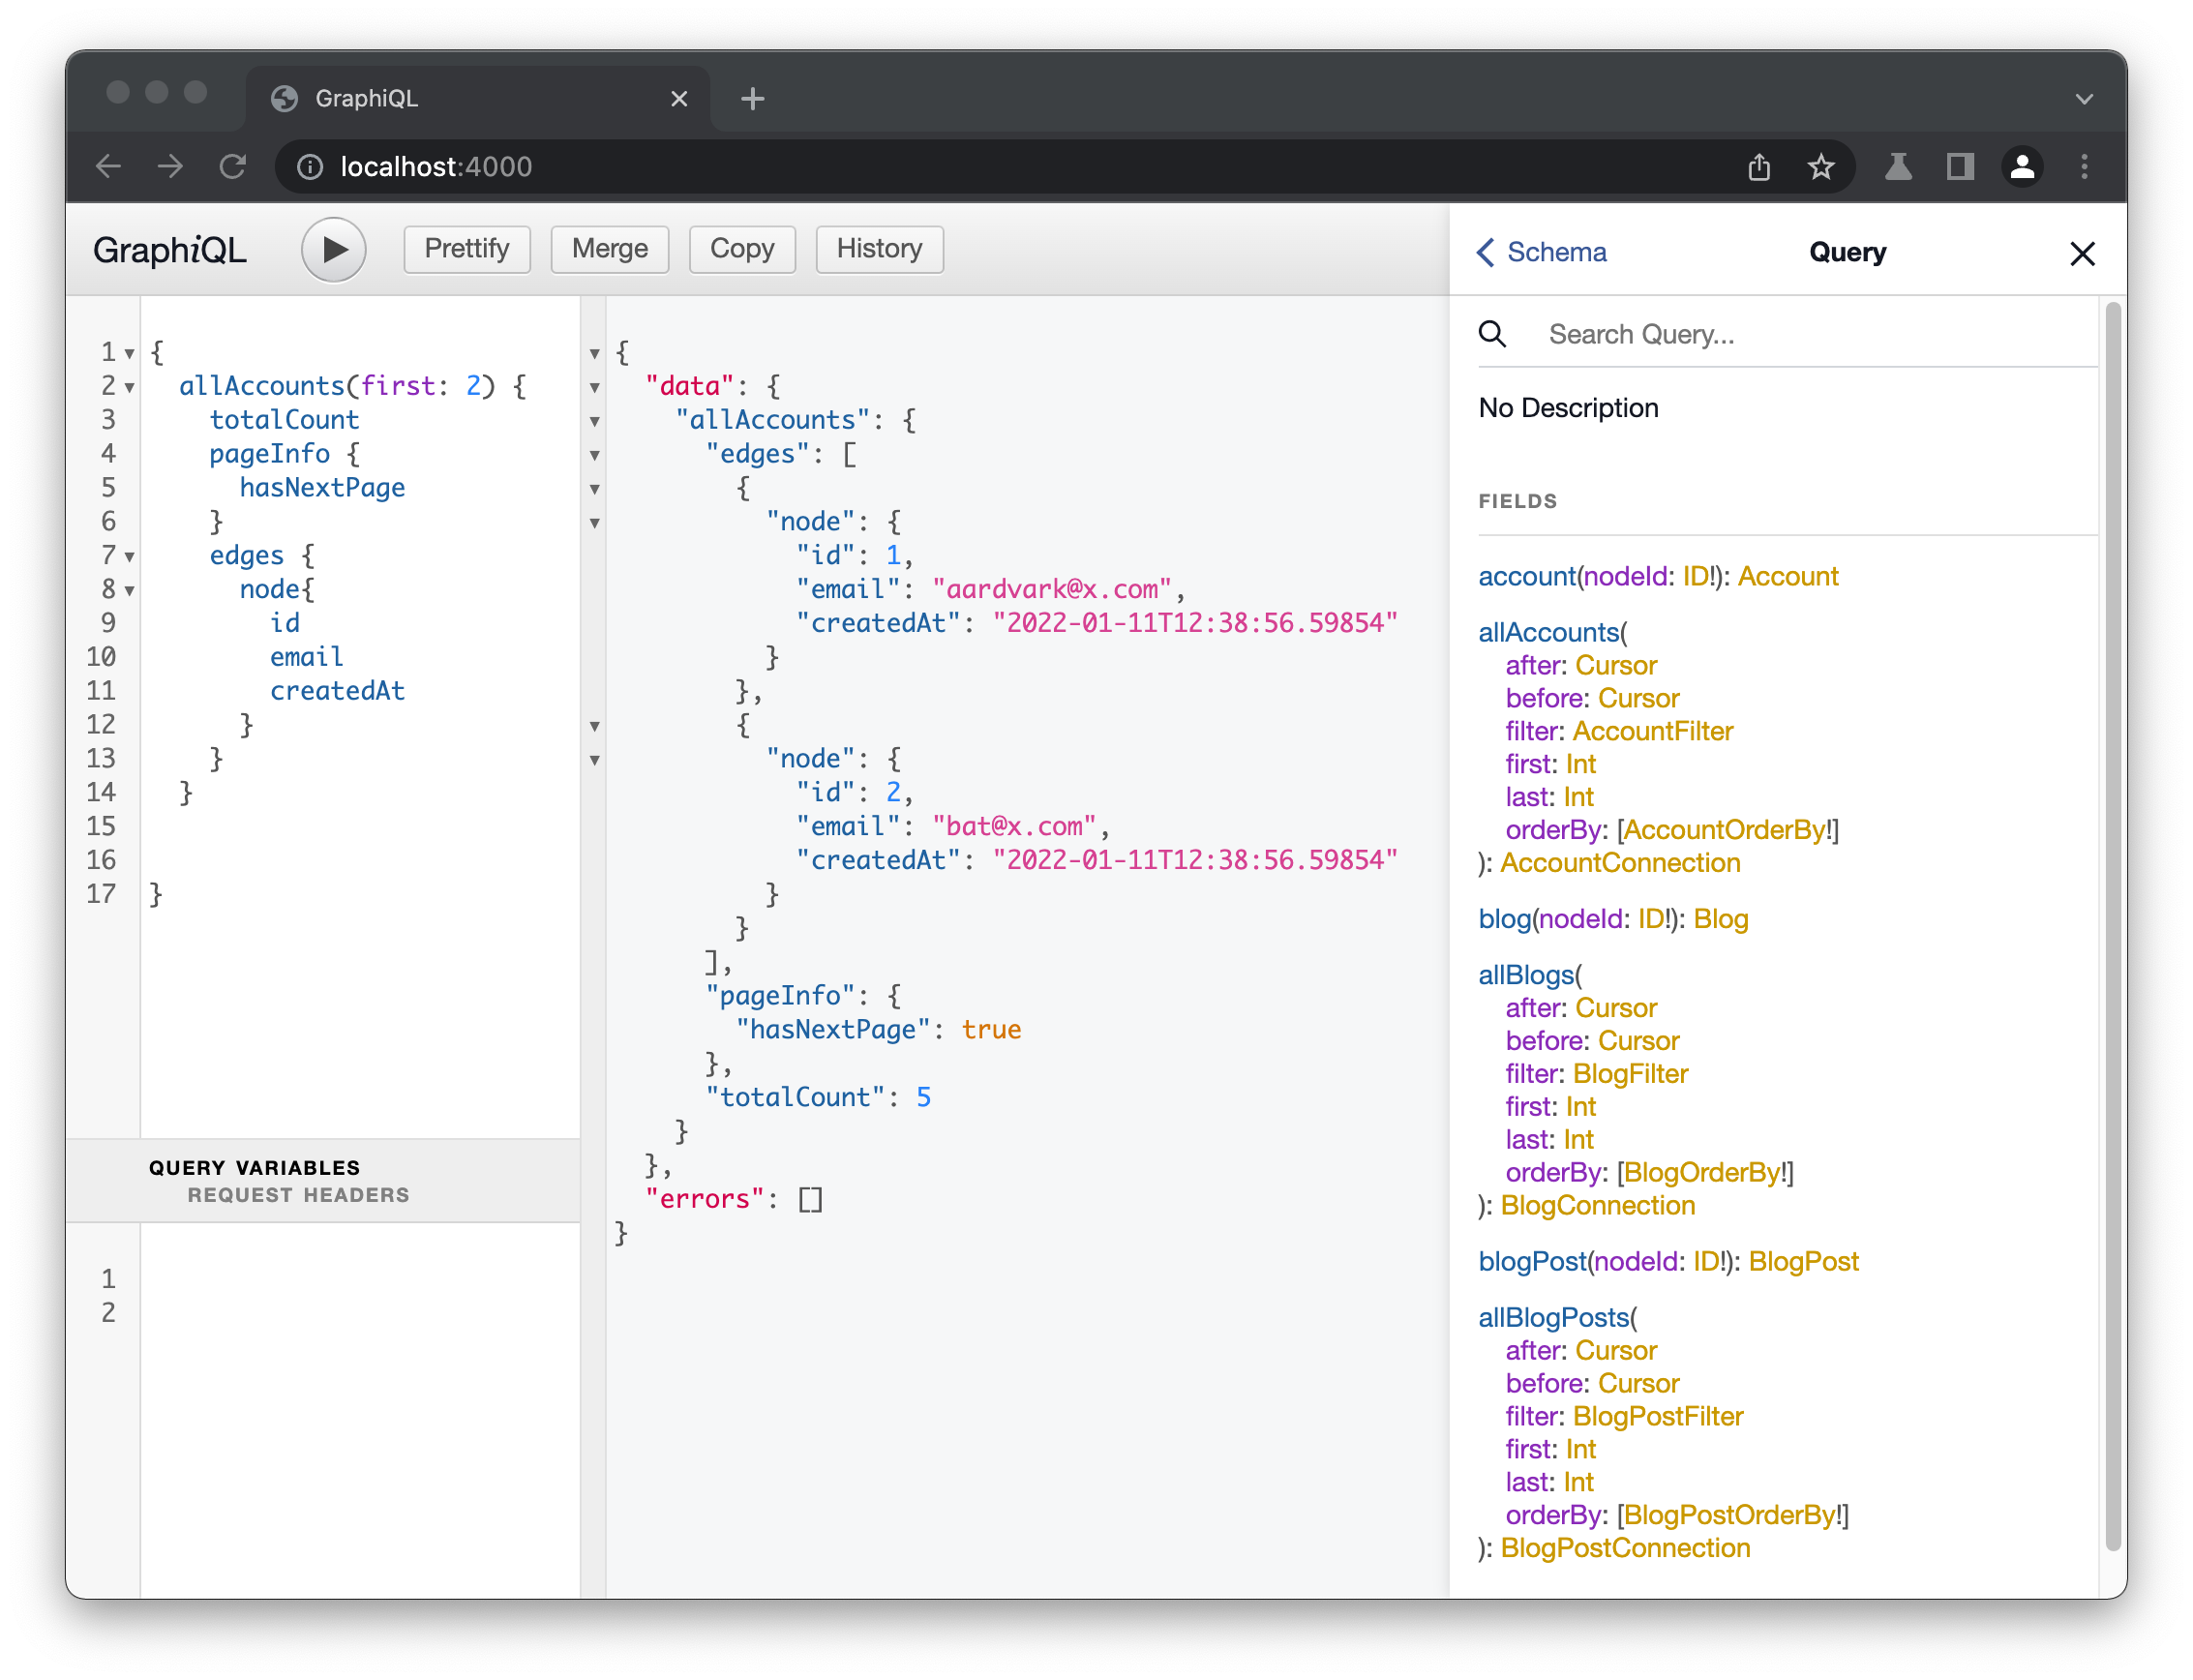 GraphiQL
localhost:4000
GraphiQL
Prettify
Merge
Copy
History
1 {
2 allAccounts(first: 2) {
3 totalCount
4 pageInfo {
5 hasNextPage
6 }
7 edges {
8 node{
9 id
10 email
11 createdAt
12 }
13 }
14 }
15
16
17 }
QUERY VARIABLES
REQUEST HEADERS
1
2
{
"data": {
"allAccounts": {
"edges": [
{
"node": {
"id": 1,
"email": "aardvark@x.com",
"createdAt": "2022-01-11T12:38:56.59854"
}
},
{
"node": {
"id": 2,
"email": "bat@x.com",
"createdAt": "2022-01-11T12:38:56.59854"
}
}
],
"pageInfo": {
"hasNextPage": true
},
"totalCount": 5
}
},
"errors": []
}
Schema
Query
Search Query...
No Description
FIELDS
account(nodeId: ID!): Account
allAccounts(
after: Cursor
before: Cursor
filter: AccountFilter
first: Int
last: Int
orderBy: [AccountOrderBy!]
): AccountConnection
blog(nodeId: ID!): Blog
allBlogs(
after: Cursor
before: Cursor
filter: BlogFilter
first: Int
last: Int
orderBy: [BlogOrderBy!]
): BlogConnection
blogPost(nodeId: ID!): BlogPost
allBlogPosts(
after: Cursor
before: Cursor
filter: BlogPostFilter
first: Int
last: Int
orderBy: [BlogPostOrderBy!]
): BlogPostConnection